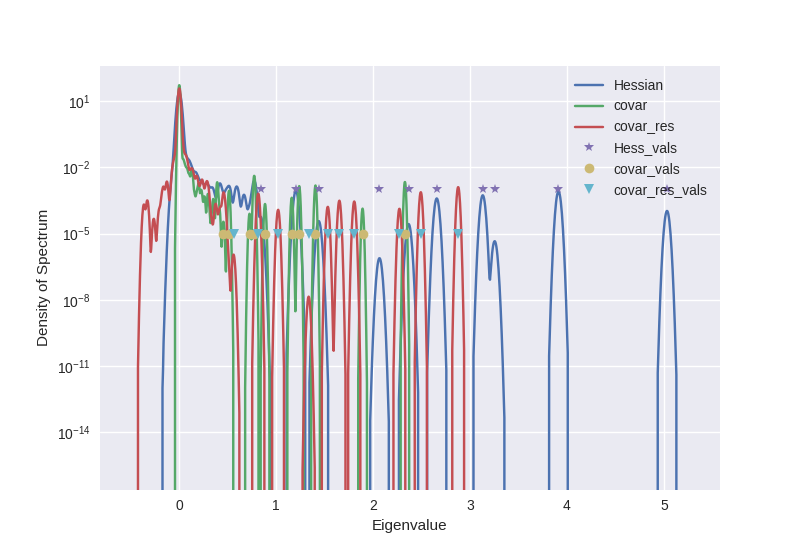 10^1
10^-2
10^-5
10^-8
10^-11
10^-14
Density of Spectrum
0 1 2 3 4 5
Eigenvalue
Hessian
covar
covar_res
Hess_vals
covar_vals
covar_res_vals